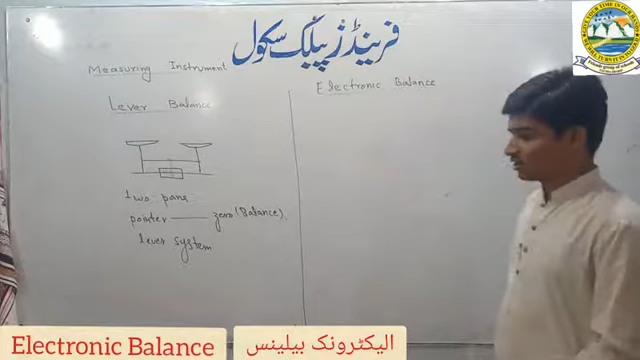 فرینڈز پبلک سکول
Measuring Instrument
Lever Balance
two pans
pointer —— zero (Balance).
lever system
Electronic Balance
Electronic Balance
الیکٹرونک بیلینس